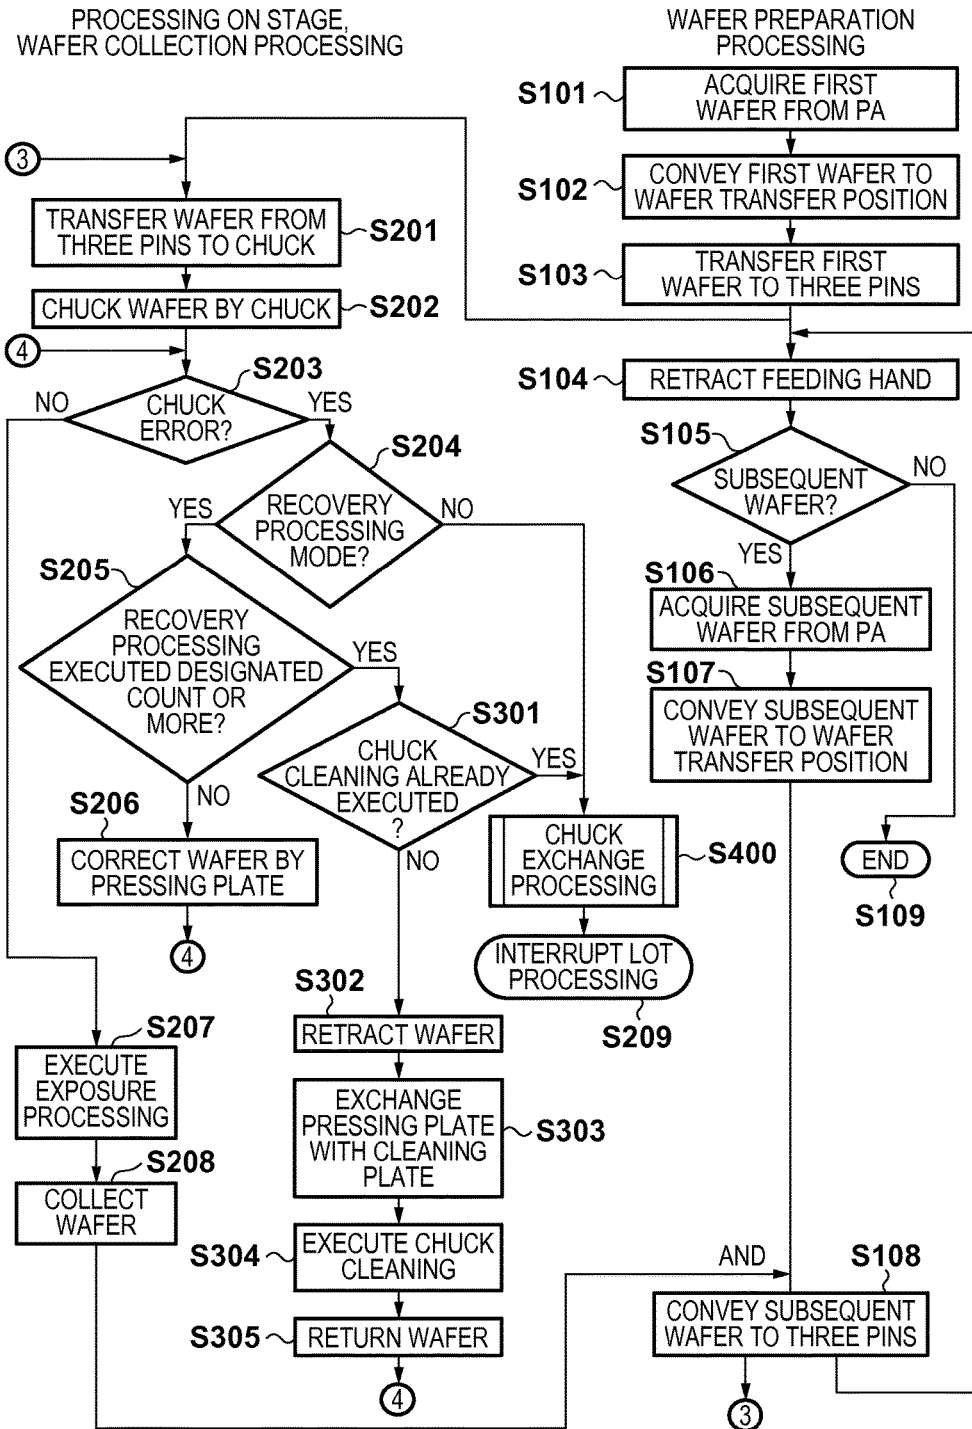 PROCESSING ON STAGE,
WAFER COLLECTION PROCESSING
WAFER PREPARATION
PROCESSING
S101
ACQUIRE FIRST
WAFER FROM PA
S102
CONVEY FIRST WAFER TO
WAFER TRANSFER POSITION
S103
TRANSFER FIRST
WAFER TO THREE PINS
3
TRANSFER WAFER FROM
THREE PINS TO CHUCK
S201
CHUCK WAFER BY CHUCK
S202
4
S203
NO
CHUCK
ERROR?
YES
S104
RETRACT FEEDING HAND
S105
SUBSEQUENT
WAFER?
NO
YES
S204
YES
RECOVERY
PROCESSING
MODE?
NO
S205
RECOVERY
PROCESSING
EXECUTED DESIGNATED
COUNT OR
MORE?
YES
NO
S106
ACQUIRE SUBSEQUENT
WAFER FROM PA
S107
CONVEY SUBSEQUENT
WAFER TO WAFER
TRANSFER POSITION
S301
CHUCK
CLEANING ALREADY
EXECUTED
?
YES
NO
S206
CORRECT WAFER BY
PRESSING PLATE
4
CHUCK
EXCHANGE
PROCESSING
S400
END
S109
INTERRUPT LOT
PROCESSING
S209
S302
RETRACT WAFER
S207
EXECUTE
EXPOSURE
PROCESSING
EXCHANGE
PRESSING PLATE
WITH CLEANING
PLATE
S303
S208
COLLECT
WAFER
S304
EXECUTE CHUCK
CLEANING
S305
RETURN WAFER
4
AND
S108
CONVEY SUBSEQUENT
WAFER TO THREE PINS
3